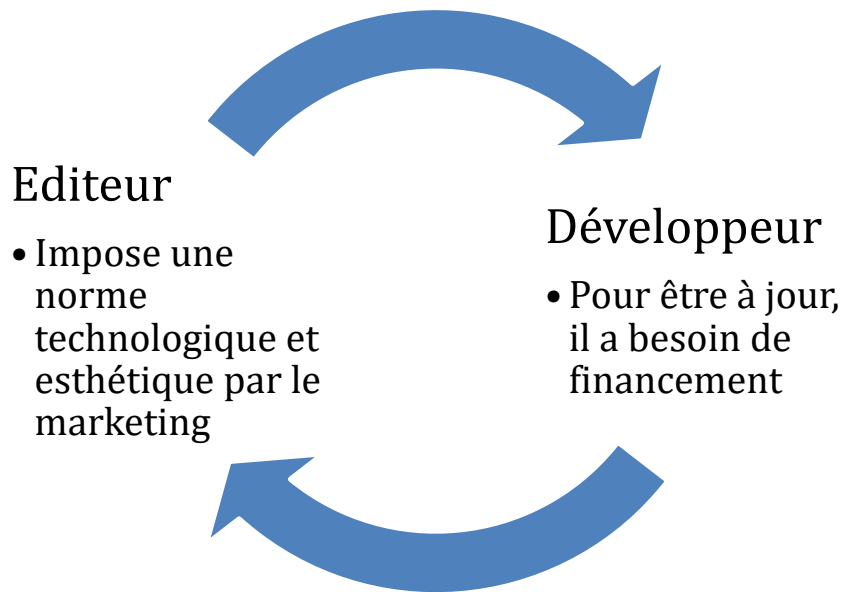 Editeur
• Impose une
norme
technologique et
esthétique par le
marketing
Développeur
• Pour être à jour,
il a besoin de
financement